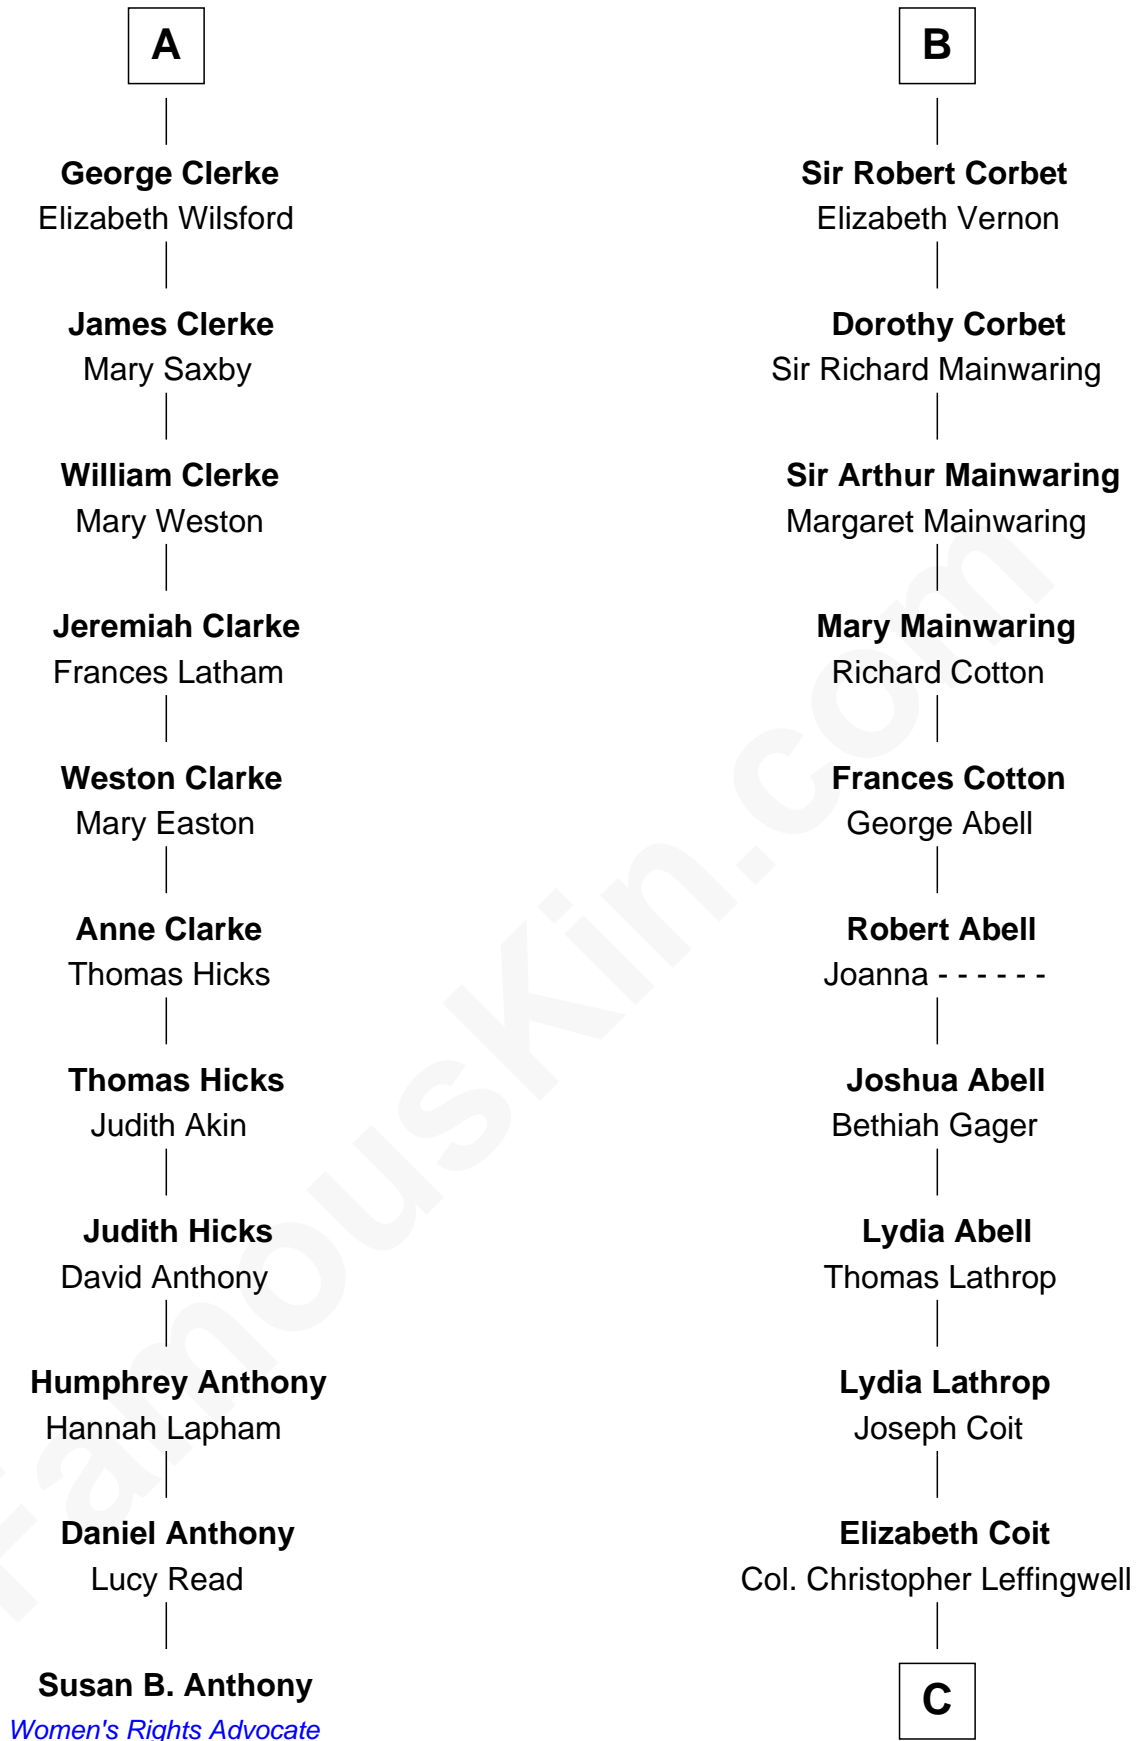 A
George Clerke
Elizabeth Wilsford
James Clerke
Mary Saxby
William Clerke
Mary Weston
Jeremiah Clarke
Frances Latham
Weston Clarke
Mary Easton
Anne Clarke
Thomas Hicks
Thomas Hicks
Judith Akin
Judith Hicks
David Anthony
Humphrey Anthony
Hannah Lapham
Daniel Anthony
Lucy Read
Susan B. Anthony
Women's Rights Advocate
B
Sir Robert Corbet
Elizabeth Vernon
Dorothy Corbet
Sir Richard Mainwaring
Sir Arthur Mainwaring
Margaret Mainwaring
Mary Mainwaring
Richard Cotton
Frances Cotton
George Abell
Robert Abell
Joanna - - - - - -
Joshua Abell
Bethiah Gager
Lydia Abell
Thomas Lathrop
Lydia Lathrop
Joseph Coit
Elizabeth Coit
Col. Christopher Leffingwell
C
FamousKin.com